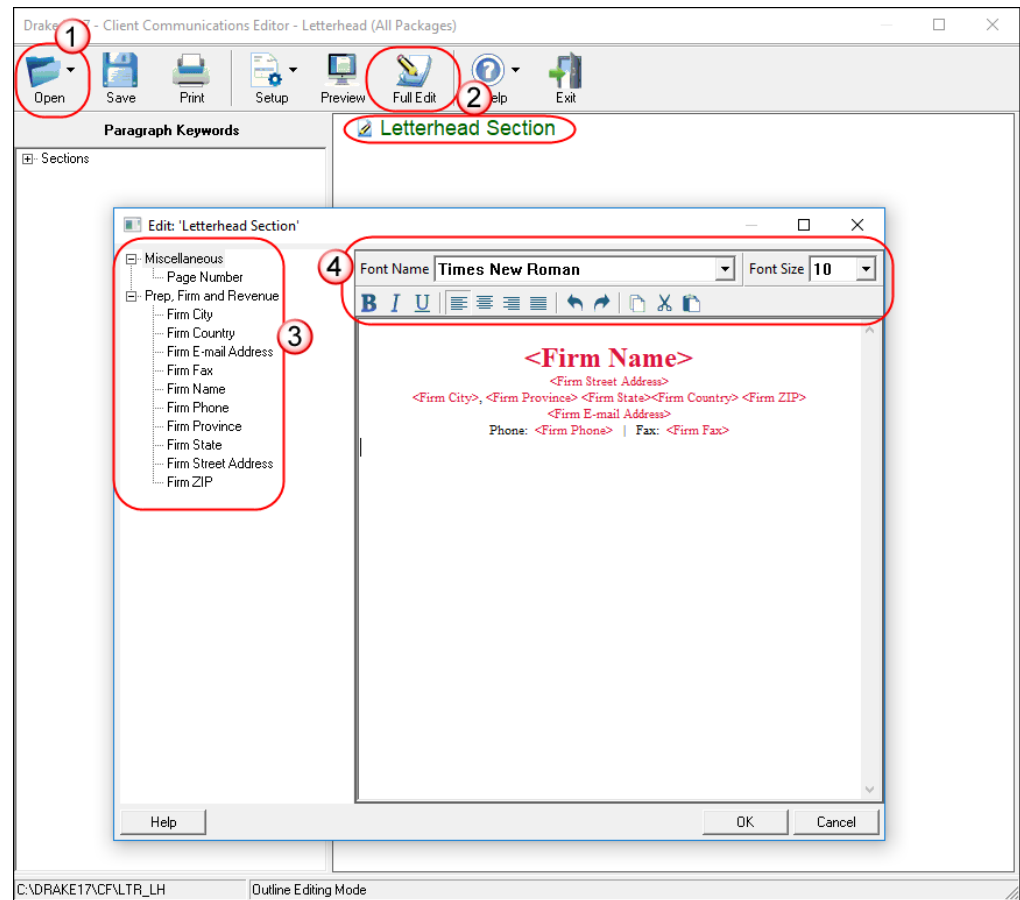 Drake 17 - Client Communications Editor - Letterhead (All Packages)
1
Open Save Print Setup Preview Full Edit Help Exit
2
Paragraph Keywords
Letterhead Section
Sections
Edit: 'Letterhead Section'
Miscellaneous
Page Number
Prep, Firm and Revenue
Firm City
Firm Country
Firm E-mail Address
Firm Fax
Firm Name
Firm Phone
Firm Province
Firm State
Firm Street Address
Firm ZIP
3
4
Font Name Times New Roman Font Size 10
B I U
<Firm Name>
<Firm Street Address>
<Firm City>, <Firm Province> <Firm State><Firm Country> <Firm ZIP>
<Firm E-mail Address>
Phone: <Firm Phone> | Fax: <Firm Fax>
Help OK Cancel
C:\DRAKE17\CF\LTR_LH Outline Editing Mode